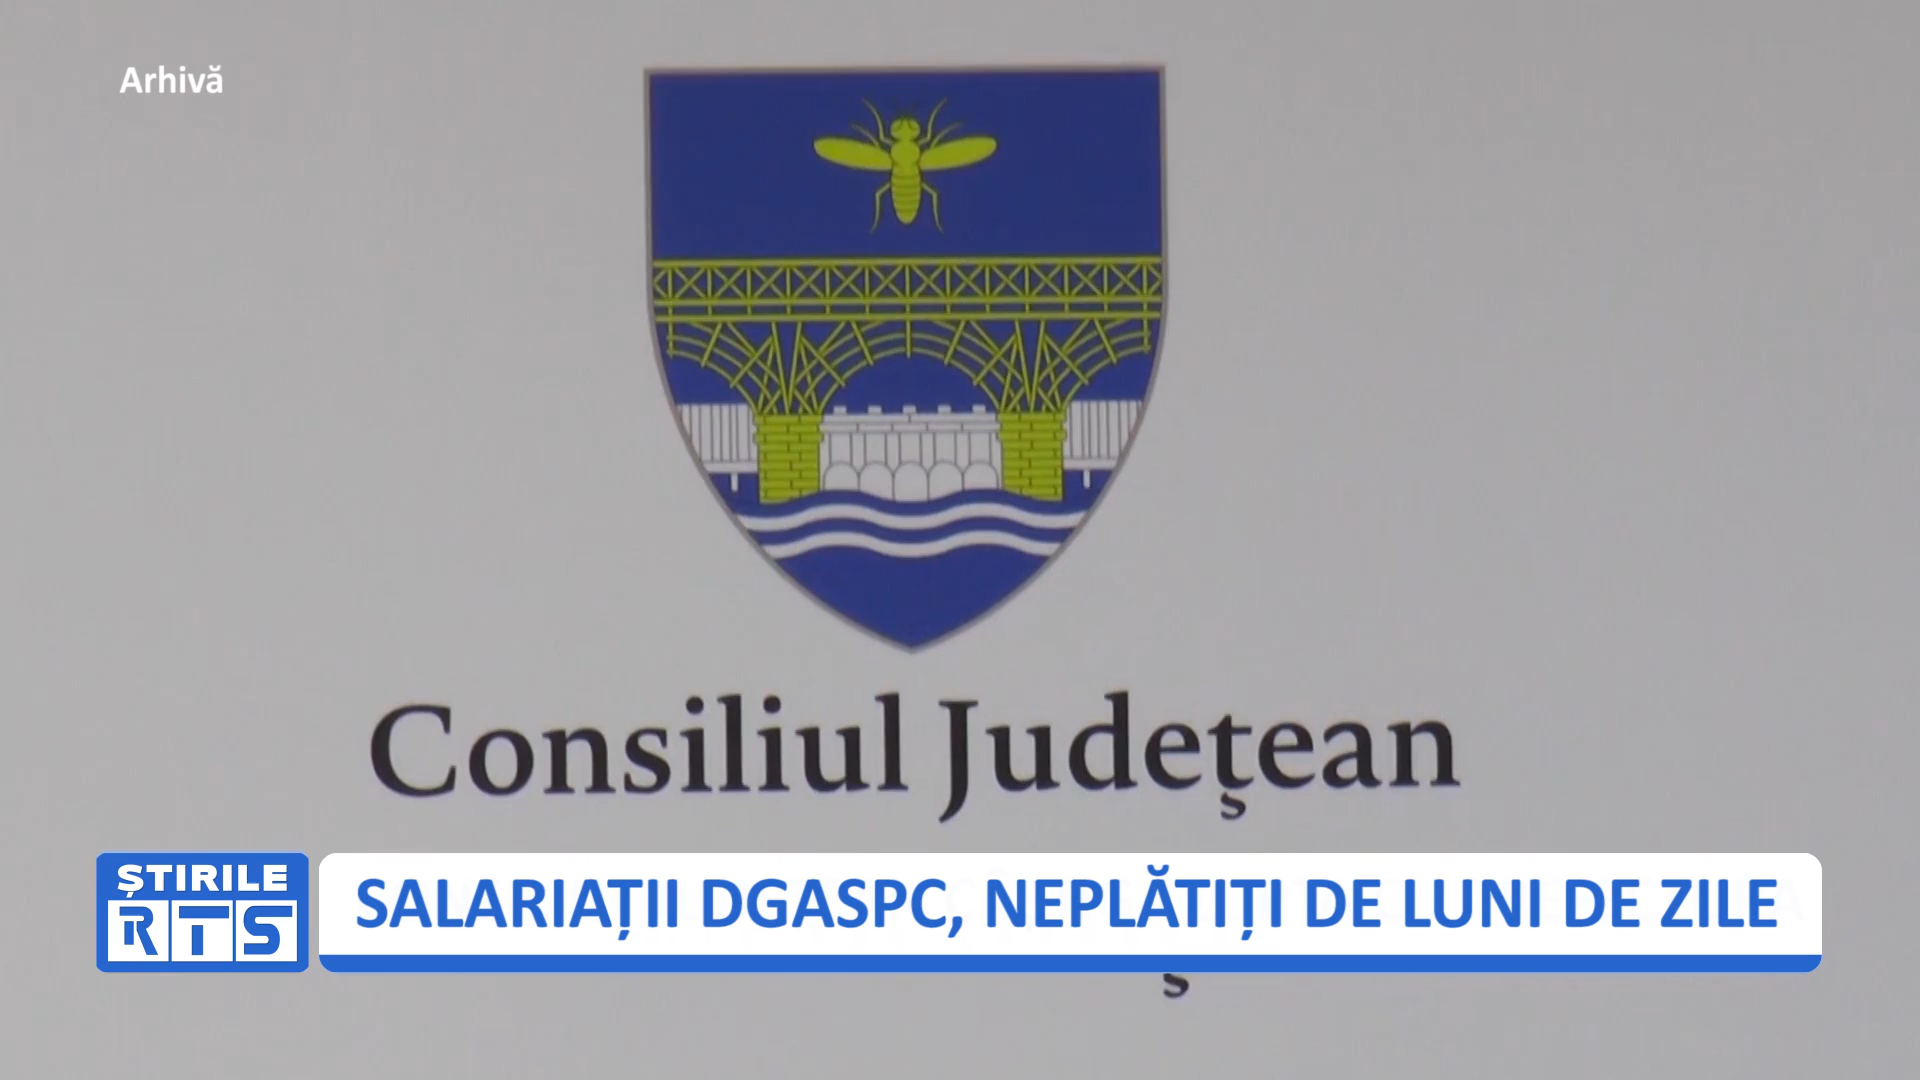 Arhivă
Consiliul Județean
ȘTIRILE
RTS
SALARIAȚII DGASPC, NEPLĂTIȚI DE LUNI DE ZILE